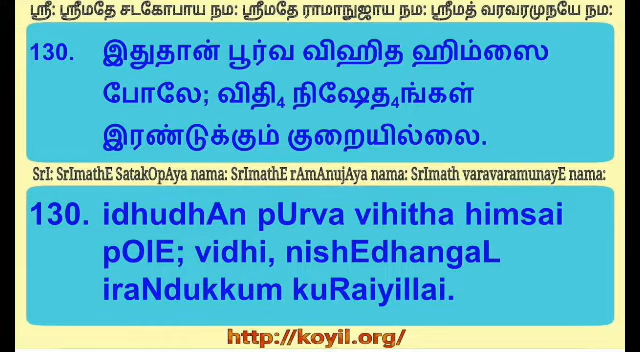 ஸ்ரீ: ஸ்ரீமதே சடகோபாய நம: ஸ்ரீமதே ராமாநுஜாய நம: ஸ்ரீமத் வரவரமுநயே நம:
130. இதுதான் பூர்வ விஹித ஹிம்ஸை
போலே; விதி₄ நிஷேத₄ங்கள்
இரண்டுக்கும் குறையில்லை.
SrI: SrImathE SatakOpAya nama: SrImathE rAmAnujAya nama: SrImath varavaramunayE nama:
130. idhudhAn pUrva vihitha himsai
pOlE; vidhi, nishEdhangaL
iraNdukkum kuRaiyillai.
http://koyil.org/